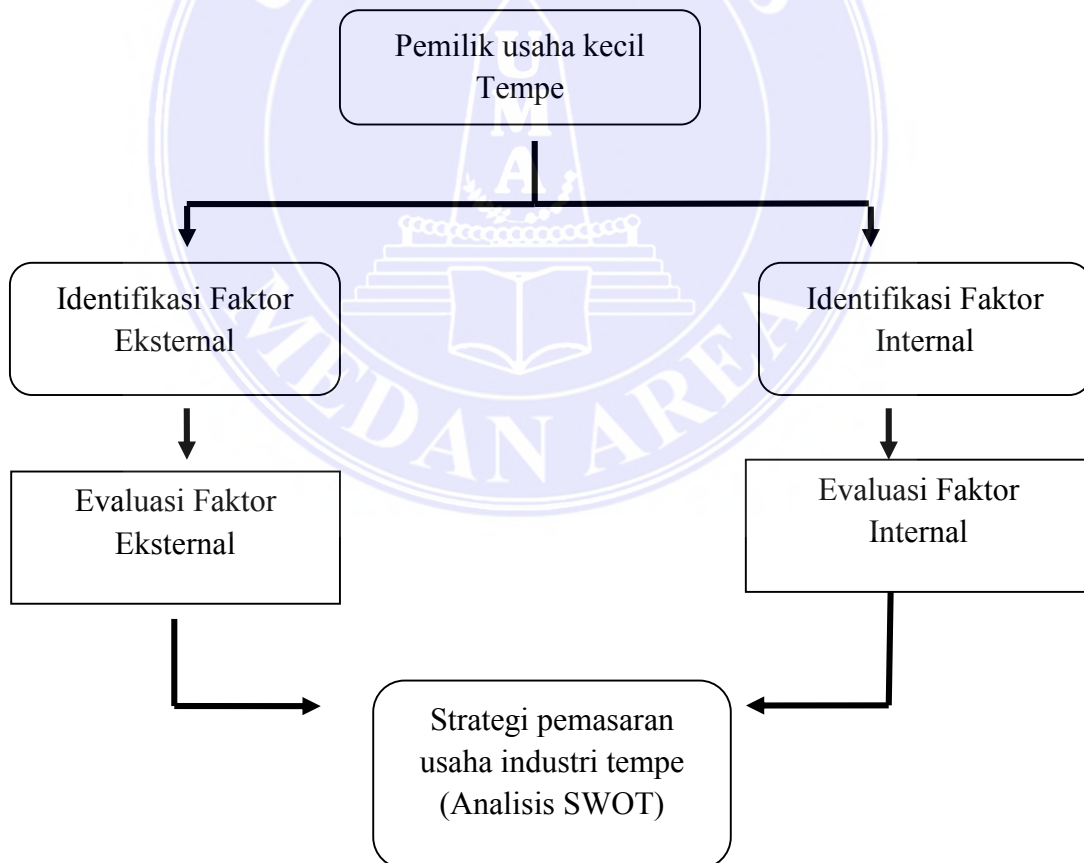 Pemilik usaha kecil
Tempe
UMA
Identifikasi Faktor
Eksternal
Identifikasi Faktor
Internal
MEDAN AREA
Evaluasi Faktor
Eksternal
Evaluasi Faktor
Internal
Strategi pemasaran
usaha industri tempe
(Analisis SWOT)